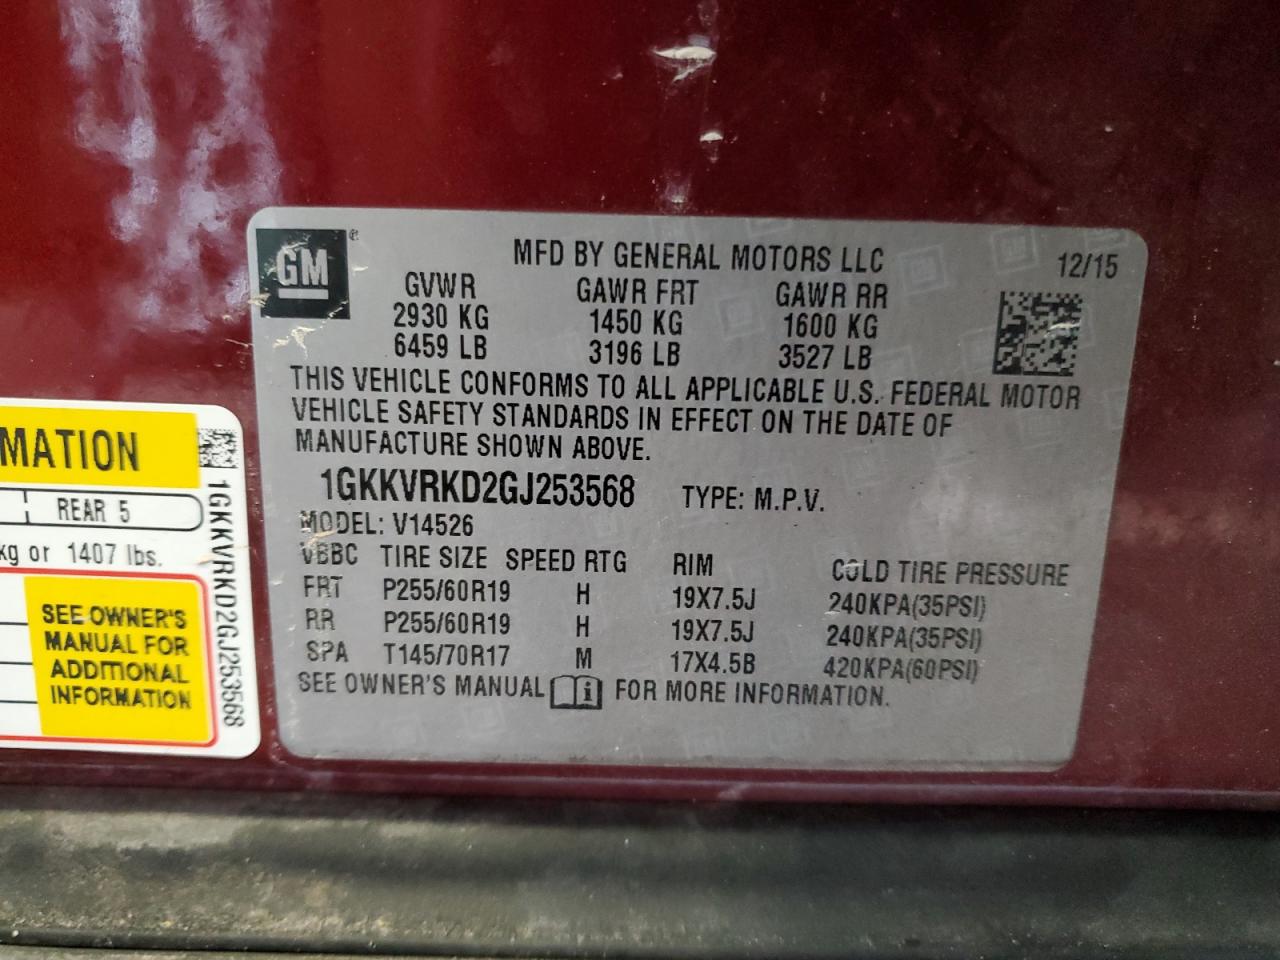 GM
MFD BY GENERAL MOTORS LLC 12/15
GVWR GAWR FRT GAWR RR
2930 KG 1450 KG 1600 KG
6459 LB 3196 LB 3527 LB
THIS VEHICLE CONFORMS TO ALL APPLICABLE U.S. FEDERAL MOTOR
VEHICLE SAFETY STANDARDS IN EFFECT ON THE DATE OF
MANUFACTURE SHOWN ABOVE.
1GKKVRKD2GJ253568 TYPE: M.P.V.
MODEL: V14526
VBBC TIRE SIZE SPEED RTG RIM COLD TIRE PRESSURE
FRT P255/60R19 H 19X7.5J 240KPA(35PSI)
RR P255/60R19 H 19X7.5J 240KPA(35PSI)
SPA T145/70R17 M 17X4.5B 420KPA(60PSI)
SEE OWNER'S MANUAL i FOR MORE INFORMATION.
MATION
REAR 5
kg or 1407 lbs.
SEE OWNER'S
MANUAL FOR
ADDITIONAL
INFORMATION
1GKKVRKD2GJ253568